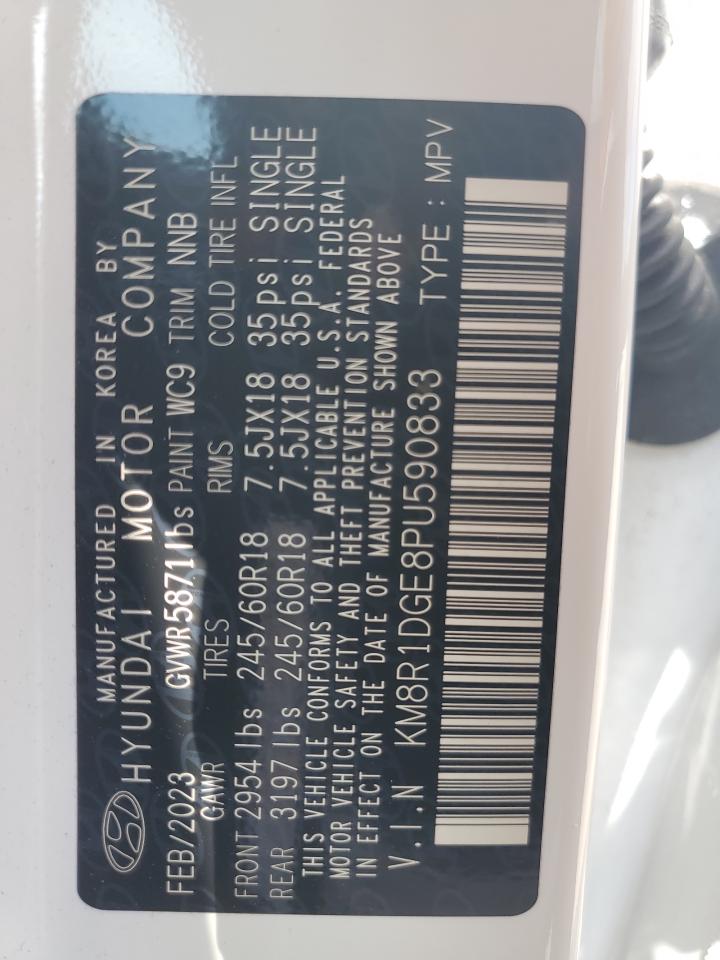 MANUFACTURED IN KOREA BY
HYUNDAI MOTOR COMPANY
FEB/2023 GVWR5871lbs PAINT WC9 TRIM NNB
GAWR TIRES RIMS COLD TIRE INFL
FRONT 2954lbs 245/60R18 7.5JX18 35psi SINGLE
REAR 3197lbs 245/60R18 7.5JX18 35psi SINGLE
THIS VEHICLE CONFORMS TO ALL APPLICABLE U.S.A. FEDERAL
MOTOR VEHICLE SAFETY AND THEFT PREVENTION STANDARDS
IN EFFECT ON THE DATE OF MANUFACTURE SHOWN ABOVE
V.I.N KM8R1DGE8PU590833 TYPE : MPV